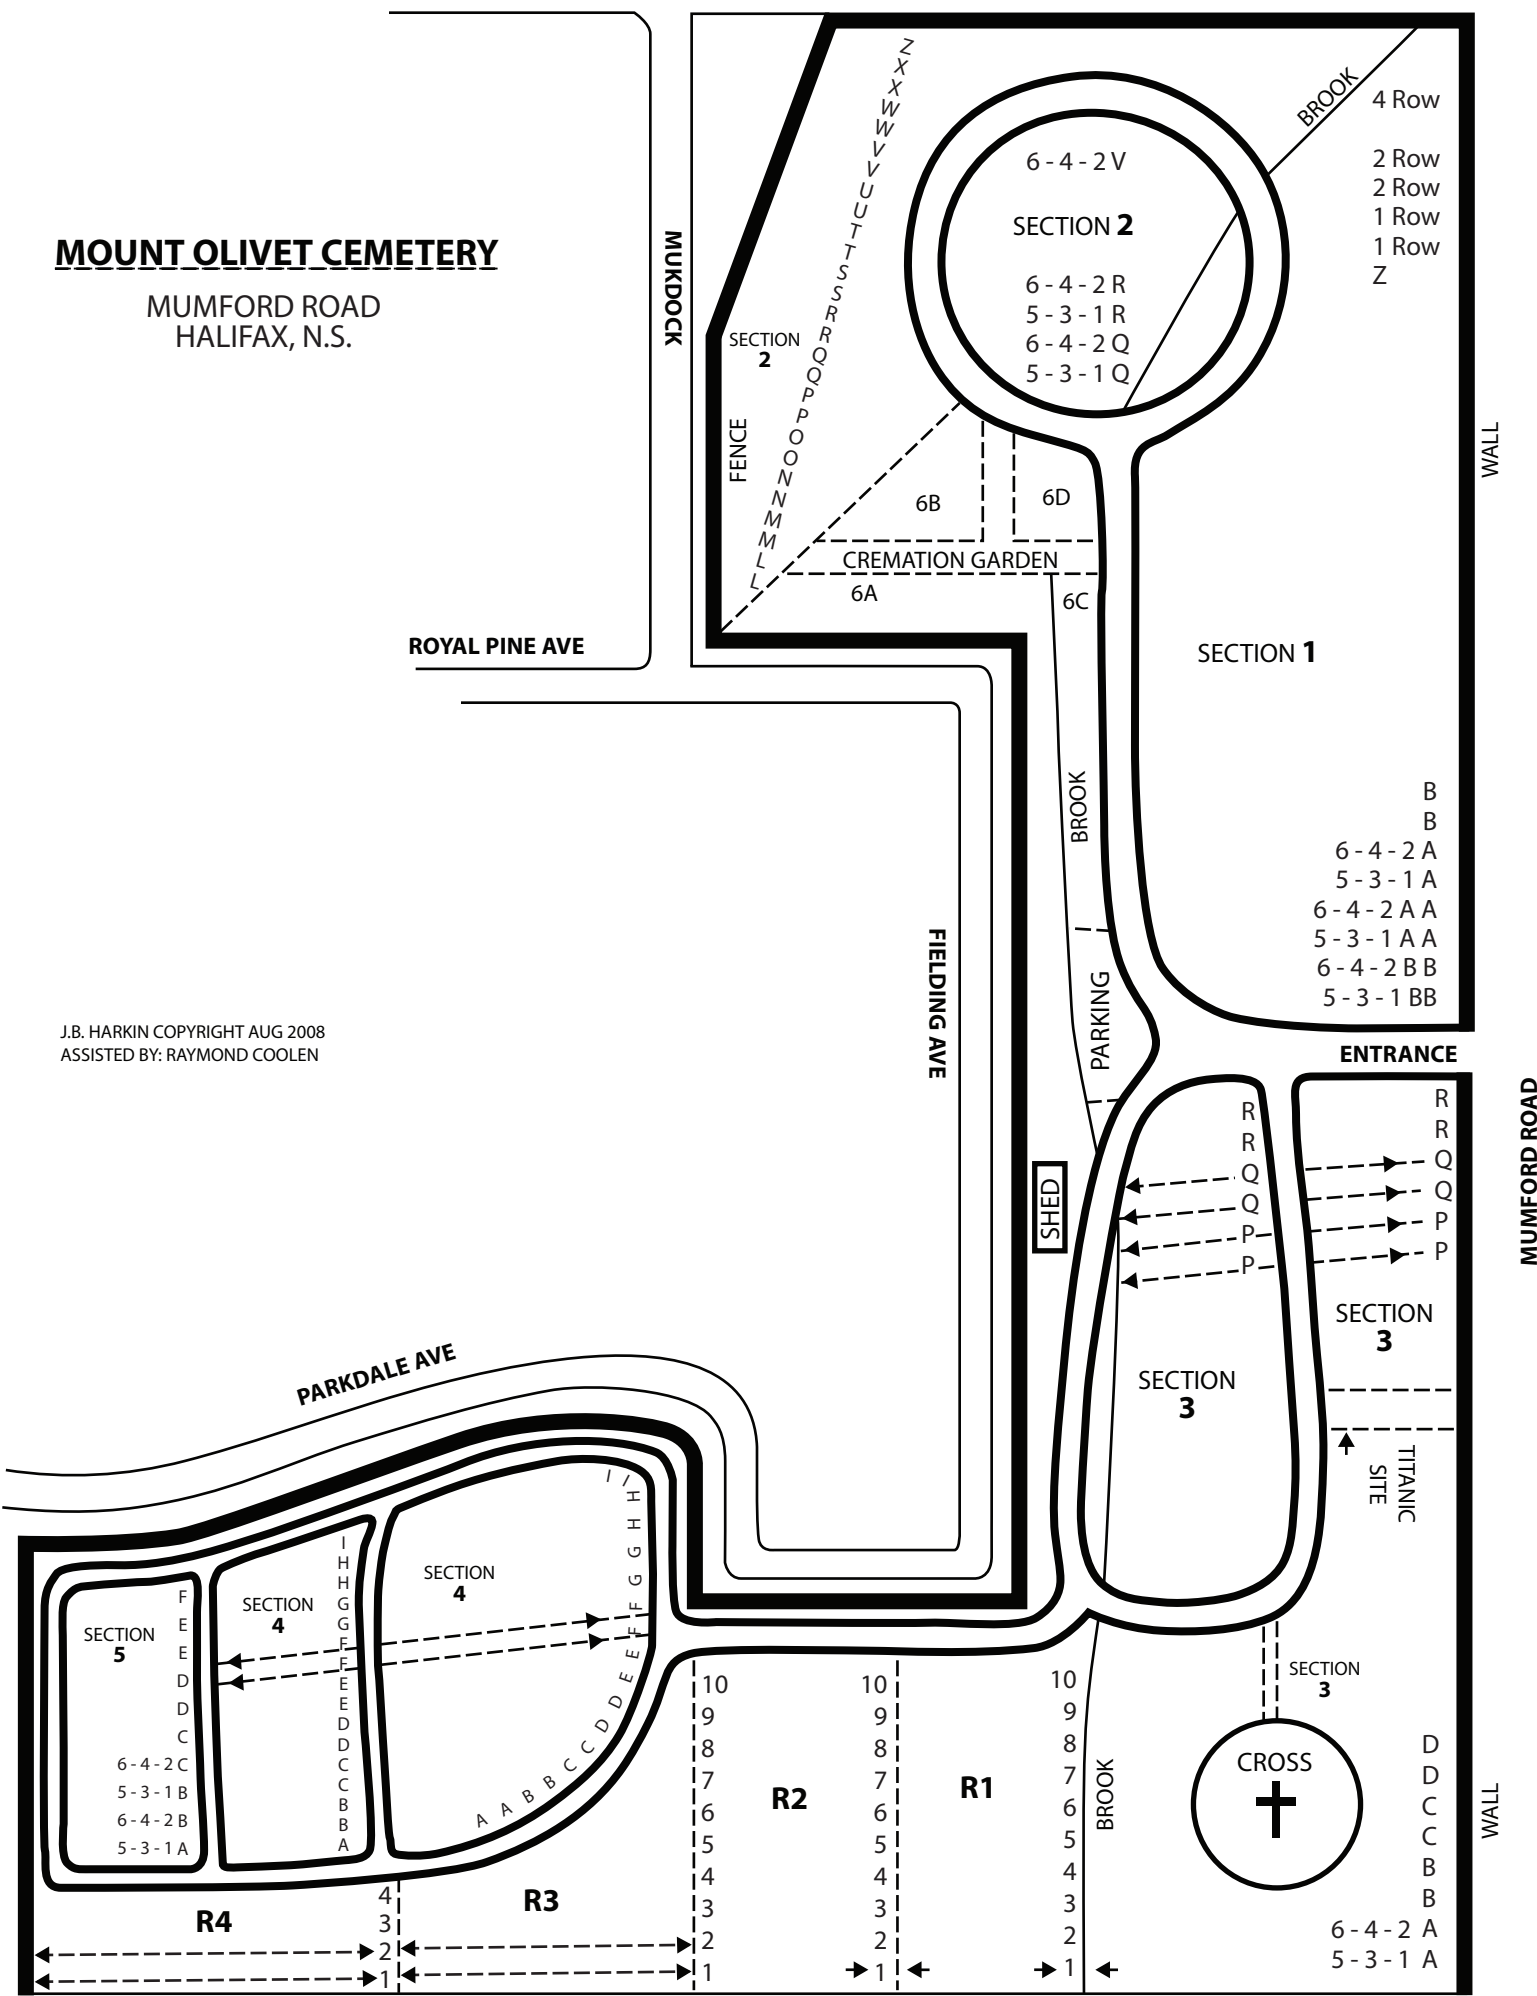 MOUNT OLIVET CEMETERY
MUMFORD ROAD
HALIFAX, N.S.
MUKDOCK
ROYAL PINE AVE
FIELDING AVE
PARKDALE AVE
J.B. HARKIN COPYRIGHT AUG 2008
ASSISTED BY: RAYMOND COOLEN
SECTION
2
FENCE
Z
X
X
W
W
V
V
U
U
T
T
S
S
R
R
Q
Q
P
P
O
O
N
N
M
M
L
L
6 - 4 - 2 V
SECTION 2
6 - 4 - 2 R
5 - 3 - 1 R
6 - 4 - 2 Q
5 - 3 - 1 Q
BROOK
4 Row
2 Row
2 Row
1 Row
1 Row
Z
WALL
6B
6D
CREMATION GARDEN
6A
6C
SECTION 1
BROOK
B
B
6 - 4 - 2 A
5 - 3 - 1 A
6 - 4 - 2 A A
5 - 3 - 1 A A
6 - 4 - 2 B B
5 - 3 - 1 BB
PARKING
ENTRANCE
MUMFORD ROAD
SHED
R
R
Q
Q
P
P
R
R
Q
Q
P
P
SECTION
3
SECTION
3
TITANIC
SITE
SECTION
5
F
E
E
D
D
C
6 - 4 - 2 C
5 - 3 - 1 B
6 - 4 - 2 B
5 - 3 - 1 A
SECTION
4
I
H
H
G
G
F
F
E
E
D
D
C
C
B
B
A
SECTION
4
I
I
H
H
H
G
G
F
F
E
E
D
D
C
C
B
B
A
A
R4
4
3
2
1
R3
10
9
8
7
6
5
4
3
2
1
R2
10
9
8
7
6
5
4
3
2
1
R1
10
9
8
7
6
5
4
3
2
1
BROOK
SECTION
3
CROSS
D
D
C
C
B
B
6 - 4 - 2 A
5 - 3 - 1 A
WALL